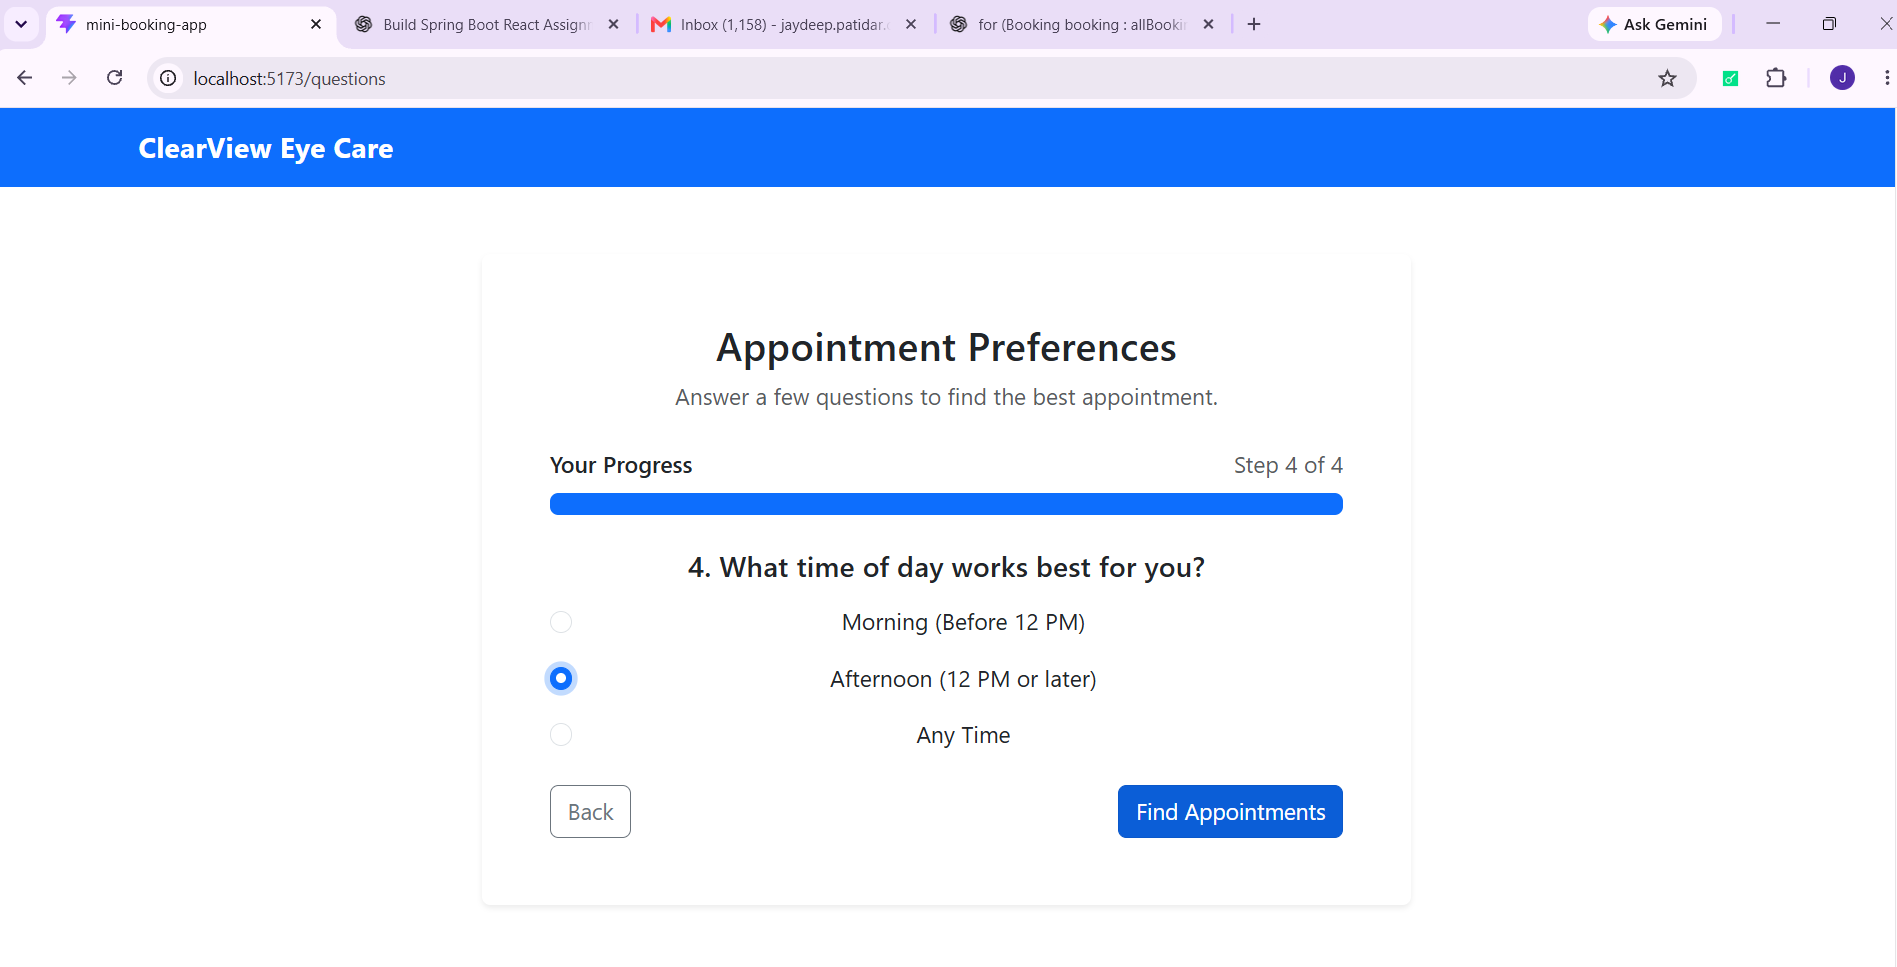 mini-booking-app
Build Spring Boot React Assignm
Inbox (1,158) - jaydeep.patidar.
for (Booking booking : allBookin
Ask Gemini
localhost:5173/questions
J
ClearView Eye Care
Appointment Preferences
Answer a few questions to find the best appointment.
Your Progress
Step 4 of 4
4. What time of day works best for you?
Morning (Before 12 PM)
Afternoon (12 PM or later)
Any Time
Back
Find Appointments